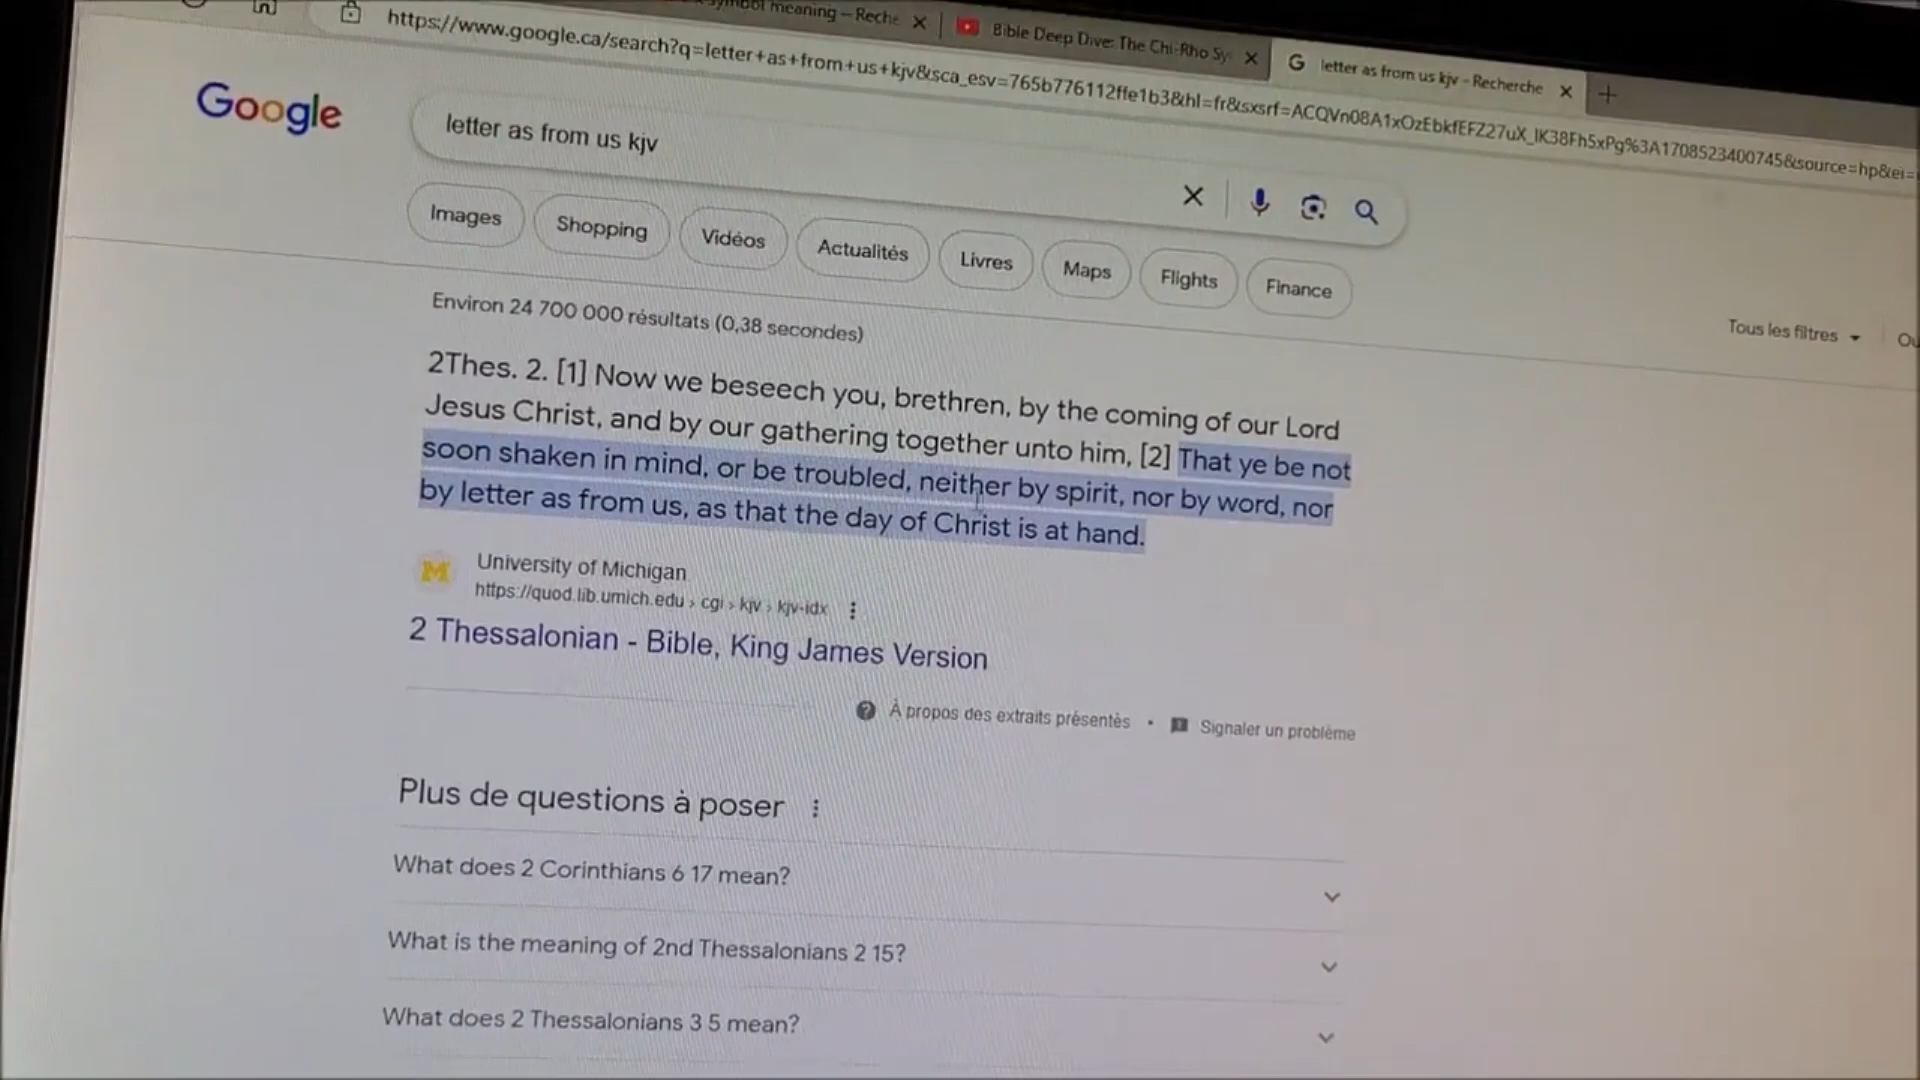 symbol meaning – Reche
Bible Deep Dive: The Chi-Rho Sy
letter as from us kjv - Recherche
https://www.google.ca/search?q=letter+as+from+us+kjv&sca_esv=765b776112ffe1b3&hl=fr&sxsrf=ACQVn08A1xOzEbkfEFZ27uX_IK38Fh5xPg%3A1708523400745&source=hp&ei=
Google
letter as from us kjv
Images
Shopping
Vidéos
Actualités
Livres
Maps
Flights
Finance
Environ 24 700 000 résultats (0,38 secondes)
Tous les filtres
2Thes. 2. [1] Now we beseech you, brethren, by the coming of our Lord
Jesus Christ, and by our gathering together unto him, [2] That ye be not
soon shaken in mind, or be troubled, neither by spirit, nor by word, nor
by letter as from us, as that the day of Christ is at hand.
University of Michigan
https://quod.lib.umich.edu › cgi › kjv › kjv-idx
2 Thessalonian - Bible, King James Version
À propos des extraits présentés • Signaler un problème
Plus de questions à poser
What does 2 Corinthians 6 17 mean?
What is the meaning of 2nd Thessalonians 2 15?
What does 2 Thessalonians 3 5 mean?